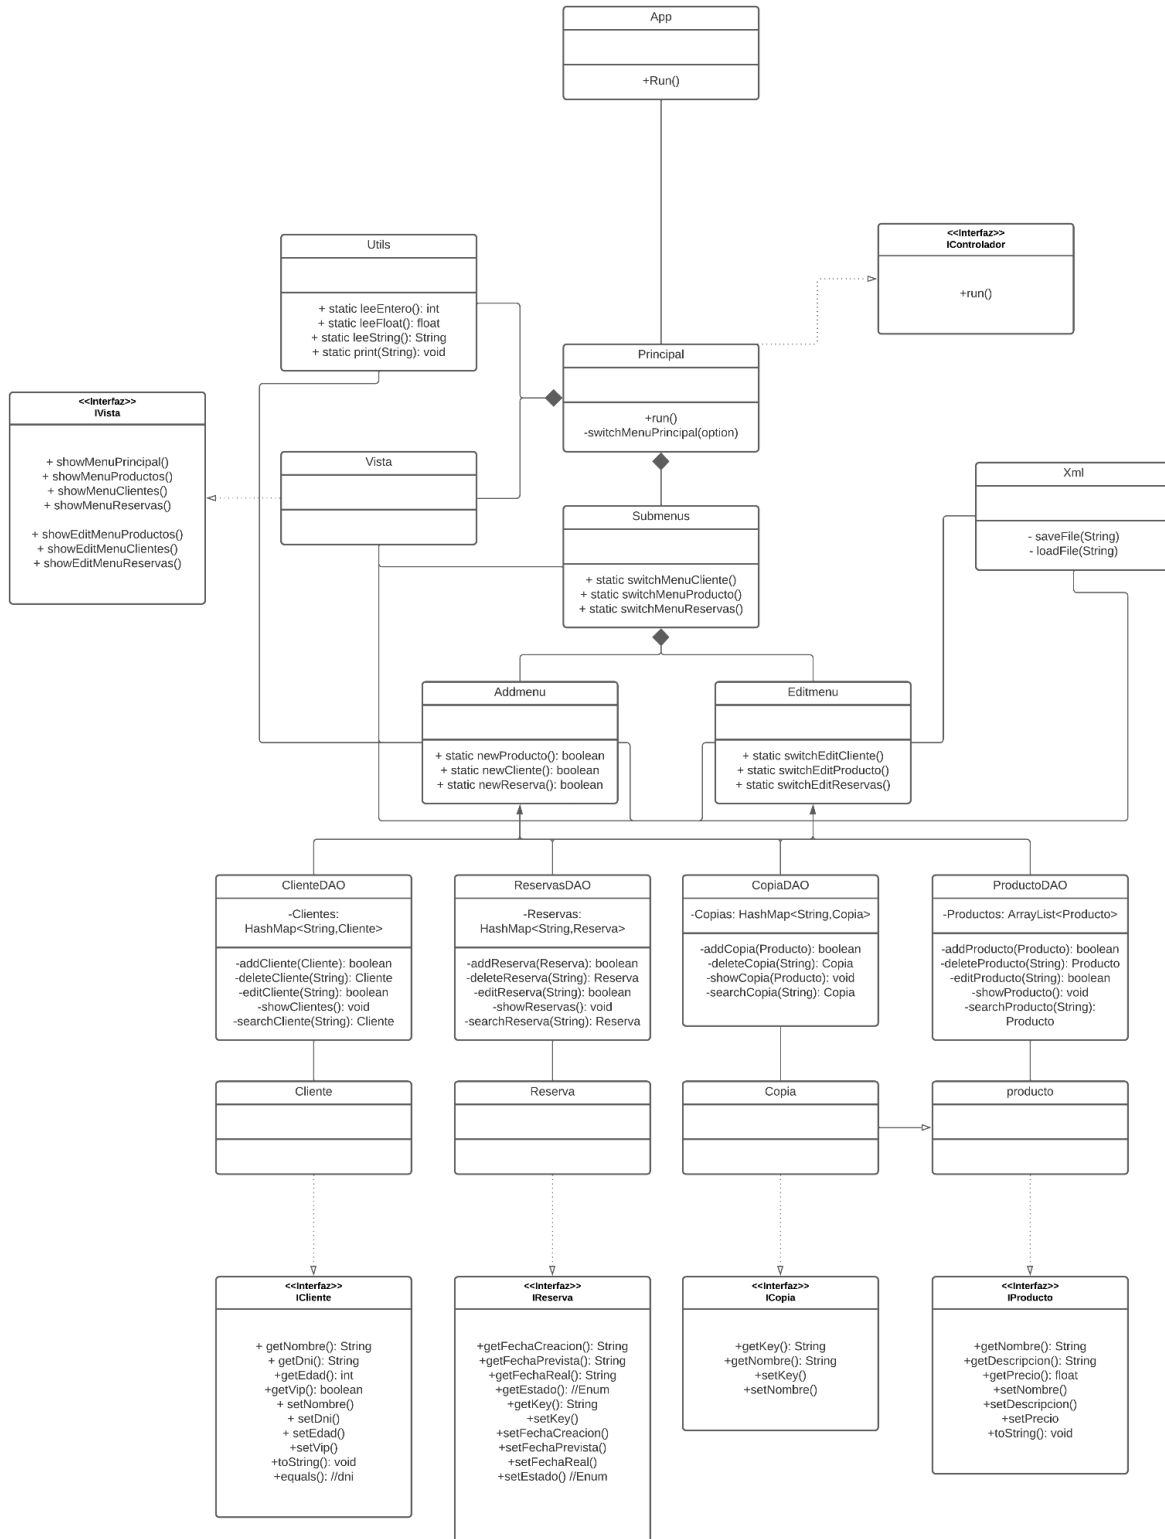 App
+Run()
<<Interfaz>>
IControlador
+run()
Utils
+ static leeEntero(): int
+ static leeFloat(): float
+ static leeString(): String
+ static print(String): void
Principal
+run()
-switchMenuPrincipal(option)
<<Interfaz>>
IVista
+ showMenuPrincipal()
+ showMenuProductos()
+ showMenuClientes()
+ showMenuReservas()
+ showEditMenuProductos()
+ showEditMenuClientes()
+ showEditMenuReservas()
Vista
Xml
- saveFile(String)
- loadFile(String)
Submenus
+ static switchMenuCliente()
+ static switchMenuProducto()
+ static switchMenuReservas()
Addmenu
+ static newProducto(): boolean
+ static newCliente(): boolean
+ static newReserva(): boolean
Editmenu
+ static switchEditCliente()
+ static switchEditProducto()
+ static switchEditReservas()
ClienteDAO
-Clientes:
HashMap<String,Cliente>
-addCliente(Cliente): boolean
-deleteCliente(String): Cliente
-editCliente(String): boolean
-showClientes(): void
-searchCliente(String): Cliente
ReservasDAO
-Reservas:
HashMap<String,Reserva>
-addReserva(Reserva): boolean
-deleteReserva(String): Reserva
-editReserva(String): boolean
-showReservas(): void
-searchReserva(String): Reserva
CopiaDAO
-Copias: HashMap<String,Copia>
-addCopia(Producto): boolean
-deleteCopia(String): Copia
-showCopia(Producto): void
-searchCopia(String): Copia
ProductoDAO
-Productos: ArrayList<Producto>
-addProducto(Producto): boolean
-deleteProducto(String): Producto
-editProducto(String): boolean
-showProducto(): void
-searchProducto(String):
Producto
Cliente
Reserva
Copia
producto
<<Interfaz>>
ICliente
+ getNombre(): String
+ getDni(): String
+getEdad(): int
+getVip(): boolean
+ setNombre()
+ setDni()
+ setEdad()
+setVip()
+toString(): void
+equals(): //dni
<<Interfaz>>
IReserva
+getFechaCreacion(): String
+getFechaPrevista(): String
+getFechaReal(): String
+getEstado(): //Enum
+getKey(): String
+setKey()
+setFechaCreacion()
+setFechaPrevista()
+setFechaReal()
+setEstado() //Enum
<<Interfaz>>
ICopia
+getKey(): String
+getNombre(): String
+setKey()
+setNombre()
<<Interfaz>>
IProducto
+getNombre(): String
+getDescripcion(): String
+getPrecio(): float
+setNombre()
+setDescripcion()
+setPrecio
+toString(): void